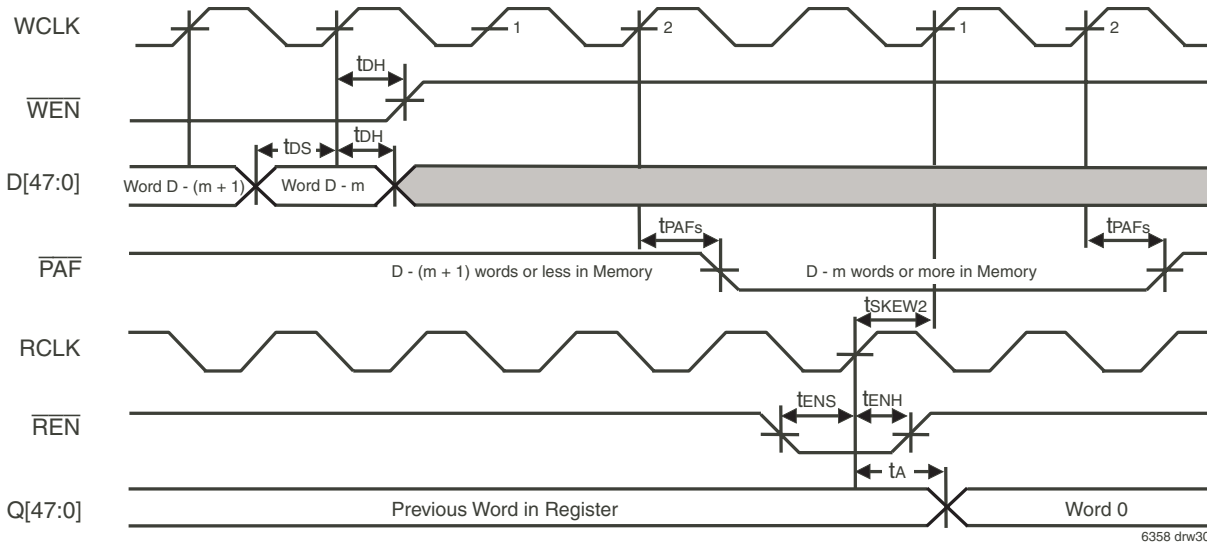 WCLK
1
2
1
2
tDH
WEN
tDS
tDH
D[47:0]
Word D - (m + 1)
Word D - m
tPAFs
tPAFs
PAF
D - (m + 1) words or less in Memory
D - m words or more in Memory
tSKEW2
RCLK
tENS
tENH
REN
tA
Q[47:0]
Previous Word in Register
Word 0
6358 drw30